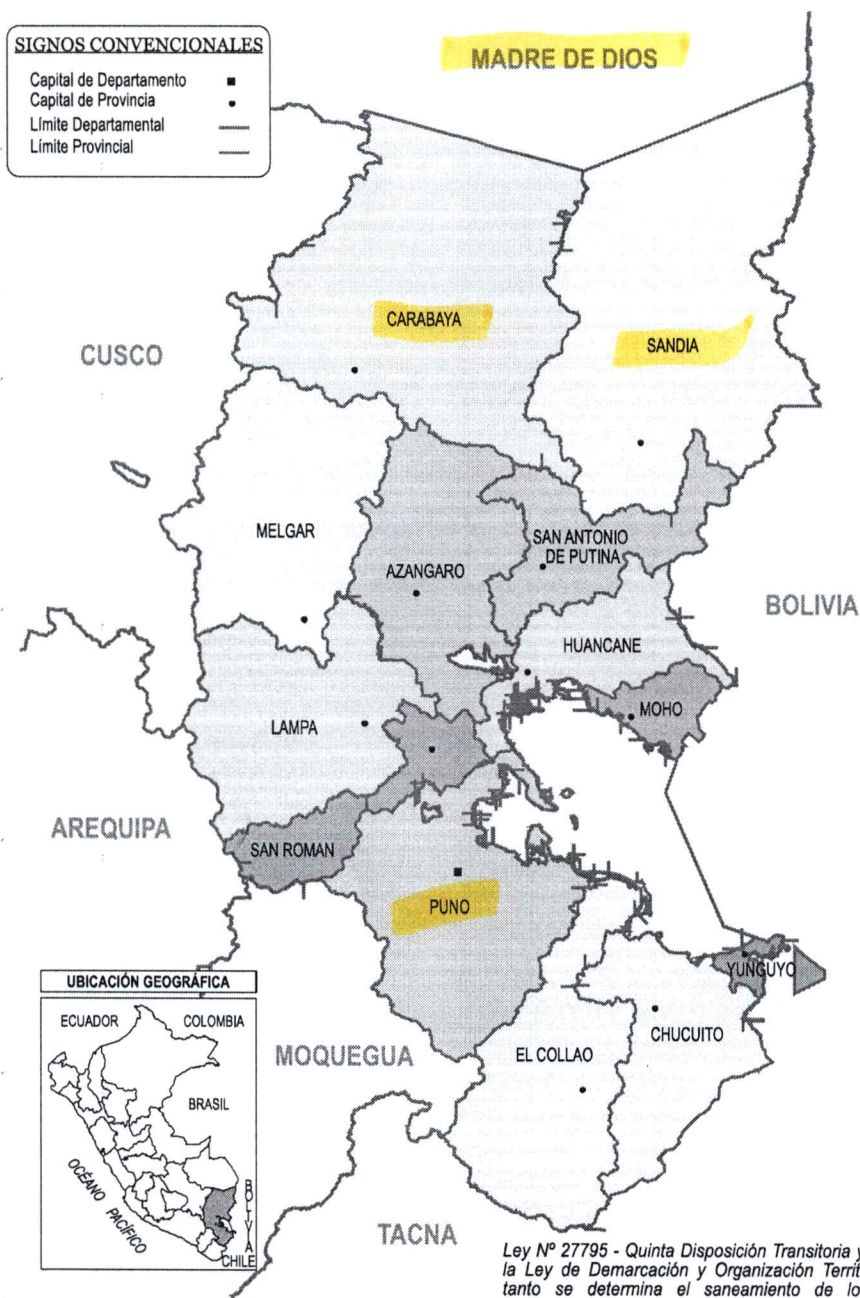 SIGNOS CONVENCIONALES
Capital de Departamento
Capital de Provincia
Límite Departamental
Límite Provincial
MADRE DE DIOS
CARABAYA
SANDIA
CUSCO
MELGAR
AZANGARO
SAN ANTONIO
DE PUTINA
BOLIVIA
HUANCANE
MOHO
LAMPA
AREQUIPA
SAN ROMAN
PUNO
YUNGUYO
CHUCUITO
EL COLLAO
MOQUEGUA
TACNA
UBICACIÓN GEOGRÁFICA
ECUADOR
COLOMBIA
BRASIL
OCÉANO PACÍFICO
BOLIVIA
CHILE
Ley Nº 27795 - Quinta Disposición Transitoria y
la Ley de Demarcación y Organización Territ
tanto se determina el saneamiento de lo